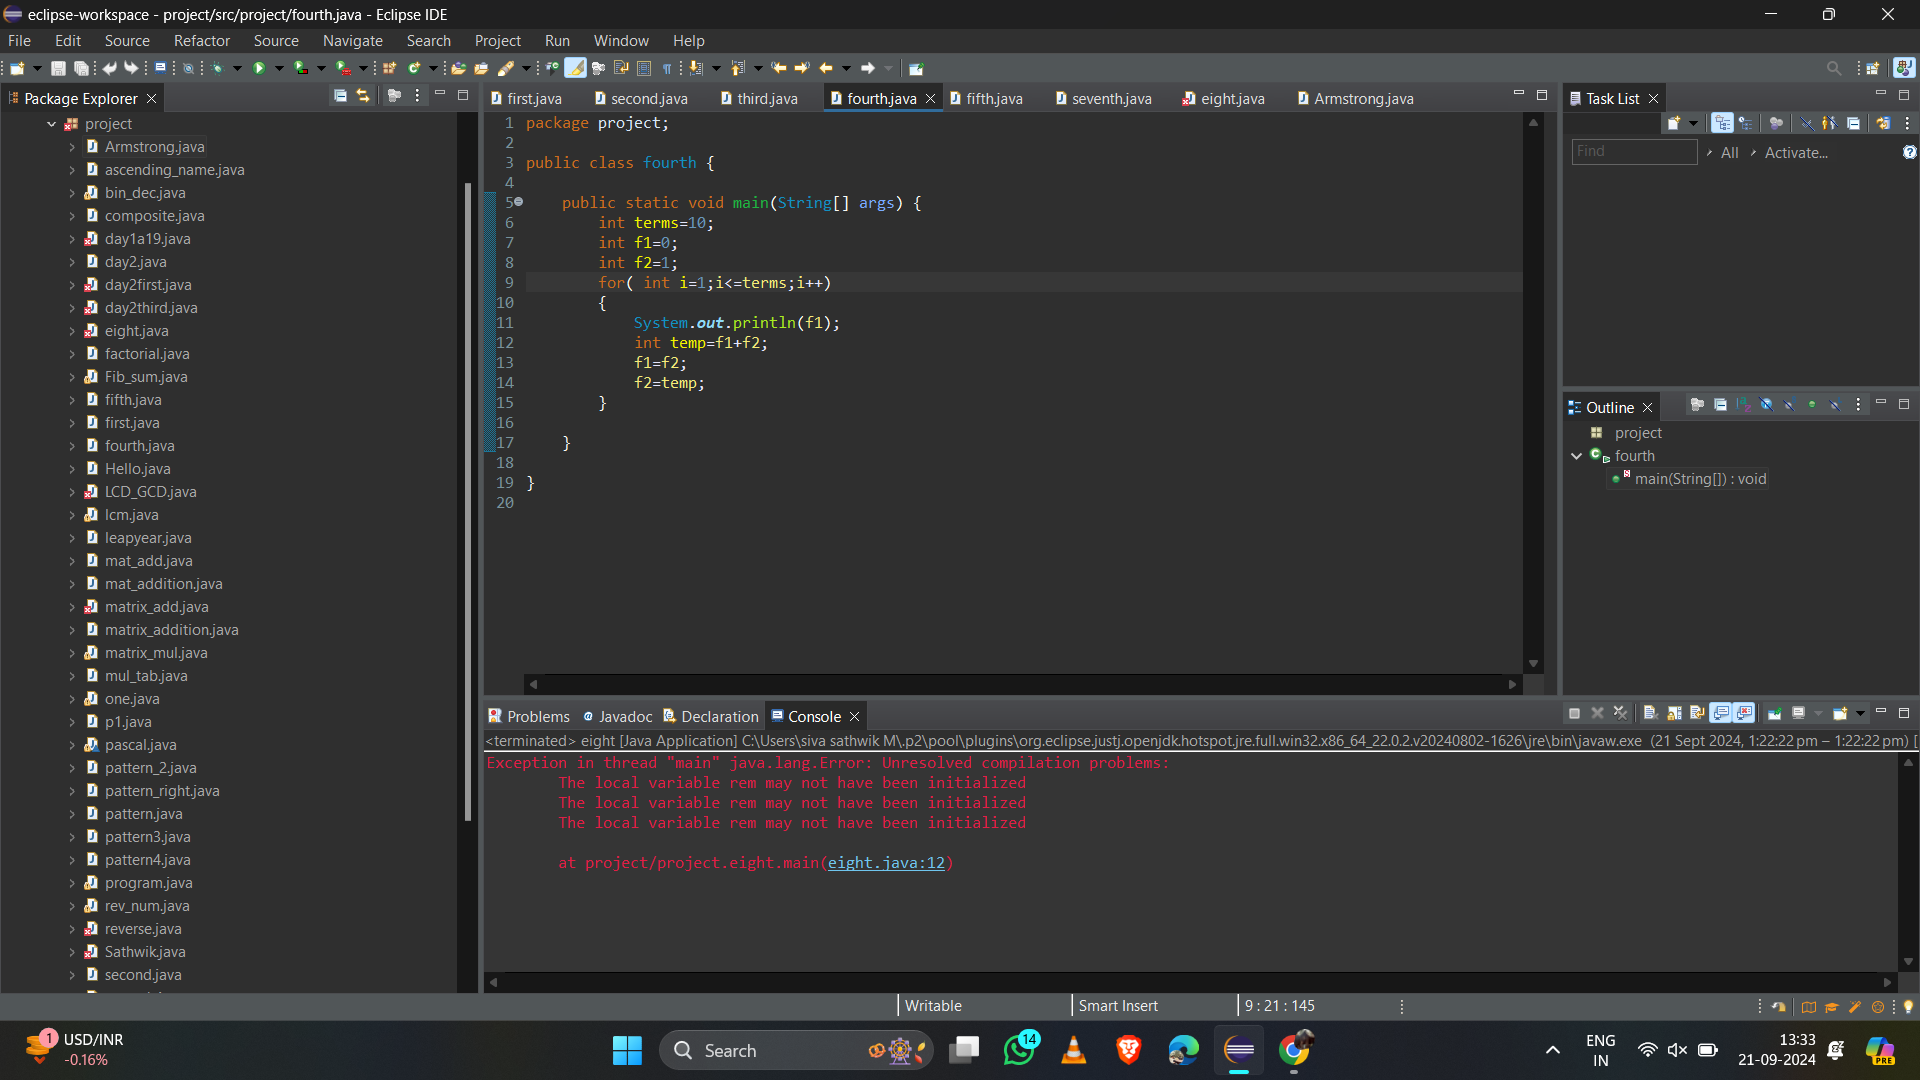 eclipse-workspace - project/src/project/fourth.java - Eclipse IDE
File Edit Source Refactor Source Navigate Search Project Run Window Help
Package Explorer
project
Armstrong.java
ascending_name.java
bin_dec.java
composite.java
day1a19.java
day2.java
day2first.java
day2third.java
eight.java
factorial.java
Fib_sum.java
fifth.java
first.java
fourth.java
Hello.java
LCD_GCD.java
lcm.java
leapyear.java
mat_add.java
mat_addition.java
matrix_add.java
matrix_addition.java
matrix_mul.java
mul_tab.java
one.java
p1.java
pascal.java
pattern_2.java
pattern_right.java
pattern.java
pattern3.java
pattern4.java
program.java
rev_num.java
reverse.java
Sathwik.java
second.java
first.java second.java third.java fourth.java fifth.java seventh.java eight.java Armstrong.java
1 package project;
2
3 public class fourth {
4
5 public static void main(String[] args) {
6 int terms=10;
7 int f1=0;
8 int f2=1;
9 for( int i=1;i<=terms;i++)
10 {
11 System.out.println(f1);
12 int temp=f1+f2;
13 f1=f2;
14 f2=temp;
15 }
16
17 }
18
19 }
20
Task List
Find All Activate...
Outline
project
fourth
main(String[]) : void
Problems Javadoc Declaration Console
<terminated> eight [Java Application] C:\Users\siva sathwik M\.p2\pool\plugins\org.eclipse.justj.openjdk.hotspot.jre.full.win32.x86_64_22.0.2.v20240802-1626\jre\bin\javaw.exe (21 Sept 2024, 1:22:22 pm – 1:22:22 pm) [
Exception in thread "main" java.lang.Error: Unresolved compilation problems:
The local variable rem may not have been initialized
The local variable rem may not have been initialized
The local variable rem may not have been initialized
at project/project.eight.main(eight.java:12)
Writable Smart Insert 9 : 21 : 145
1 USD/INR
-0.16%
Search
14
ENG
IN
13:33
21-09-2024
PRE